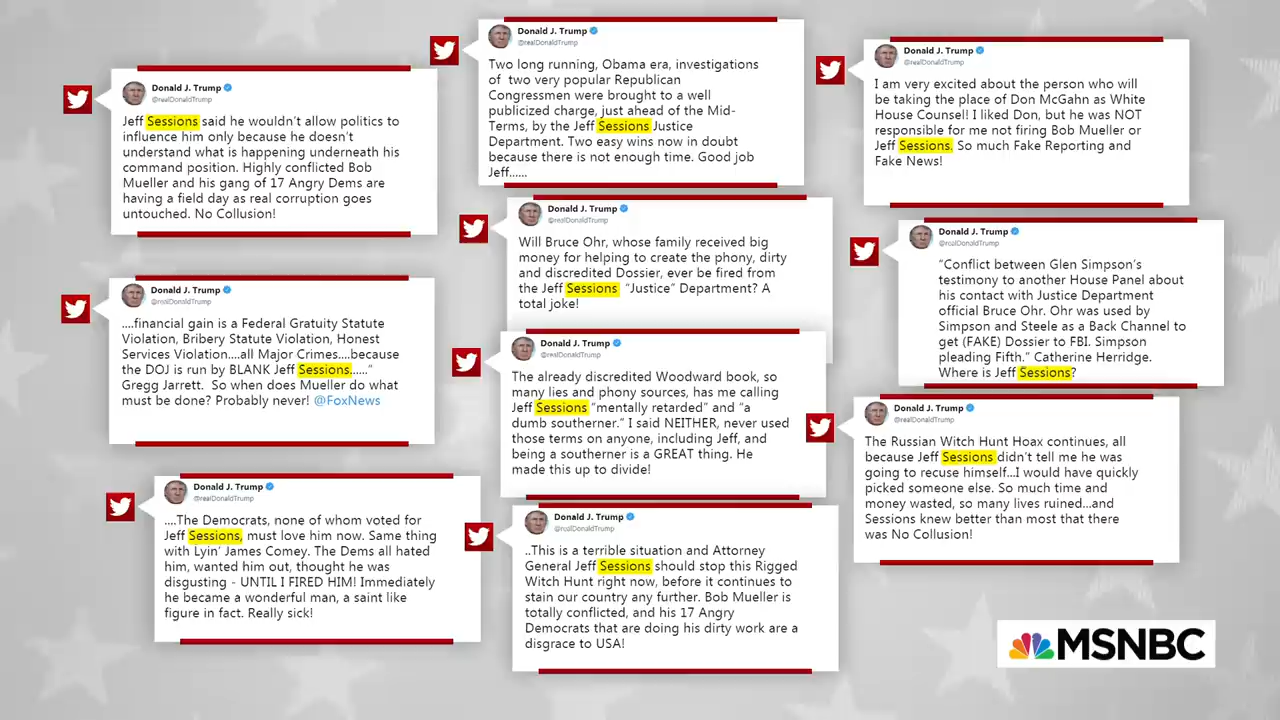 Donald J. Trump
@realDonaldTrump
Jeff Sessions said he wouldn't allow politics to
influence him only because he doesn't
understand what is happening underneath his
command position. Highly conflicted Bob
Mueller and his gang of 17 Angry Dems are
having a field day as real corruption goes
untouched. No Collusion!
Donald J. Trump
@realDonaldTrump
....financial gain is a Federal Gratuity Statute
Violation, Bribery Statute Violation, Honest
Services Violation....all Major Crimes....because
the DOJ is run by BLANK Jeff Sessions......"
Gregg Jarrett. So when does Mueller do what
must be done? Probably never! @FoxNews
Donald J. Trump
@realDonaldTrump
....The Democrats, none of whom voted for
Jeff Sessions, must love him now. Same thing
with Lyin' James Comey. The Dems all hated
him, wanted him out, thought he was
disgusting - UNTIL I FIRED HIM! Immediately
he became a wonderful man, a saint like
figure in fact. Really sick!
Donald J. Trump
@realDonaldTrump
Two long running, Obama era, investigations
of two very popular Republican
Congressmen were brought to a well
publicized charge, just ahead of the Mid-
Terms, by the Jeff Sessions Justice
Department. Two easy wins now in doubt
because there is not enough time. Good job
Jeff......
Donald J. Trump
@realDonaldTrump
Will Bruce Ohr, whose family received big
money for helping to create the phony, dirty
and discredited Dossier, ever be fired from
the Jeff Sessions "Justice" Department? A
total joke!
Donald J. Trump
@realDonaldTrump
The already discredited Woodward book, so
many lies and phony sources, has me calling
Jeff Sessions "mentally retarded" and "a
dumb southerner." I said NEITHER, never used
those terms on anyone, including Jeff, and
being a southerner is a GREAT thing. He
made this up to divide!
Donald J. Trump
@realDonaldTrump
..This is a terrible situation and Attorney
General Jeff Sessions should stop this Rigged
Witch Hunt right now, before it continues to
stain our country any further. Bob Mueller is
totally conflicted, and his 17 Angry
Democrats that are doing his dirty work are a
disgrace to USA!
Donald J. Trump
@realDonaldTrump
I am very excited about the person who will
be taking the place of Don McGahn as White
House Counsel! I liked Don, but he was NOT
responsible for me not firing Bob Mueller or
Jeff Sessions. So much Fake Reporting and
Fake News!
Donald J. Trump
@realDonaldTrump
"Conflict between Glen Simpson's
testimony to another House Panel about
his contact with Justice Department
official Bruce Ohr. Ohr was used by
Simpson and Steele as a Back Channel to
get (FAKE) Dossier to FBI. Simpson
pleading Fifth." Catherine Herridge.
Where is Jeff Sessions?
Donald J. Trump
@realDonaldTrump
The Russian Witch Hunt Hoax continues, all
because Jeff Sessions didn't tell me he was
going to recuse himself...I would have quickly
picked someone else. So much time and
money wasted, so many lives ruined...and
Sessions knew better than most that there
was No Collusion!
MSNBC